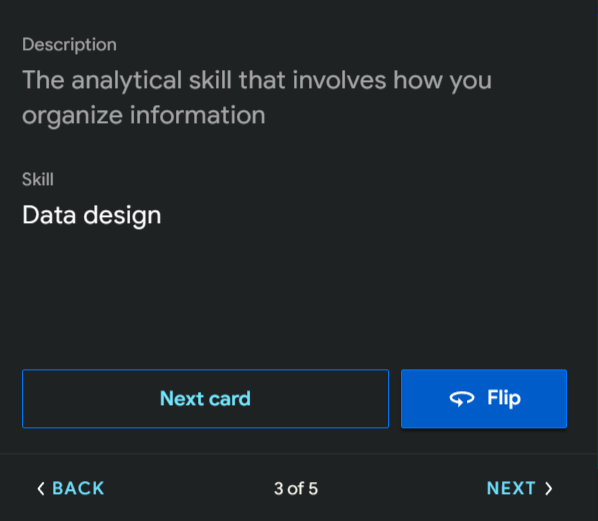 Description
The analytical skill that involves how you
organize information
Skill
Data design
Next card
Flip
BACK
3 of 5
NEXT